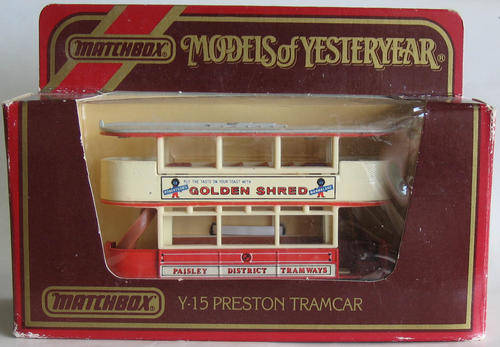 MATCHBOX
MODELS of YESTERYEAR®
PUT THE TASTE ON YOUR TOAST WITH
GOLDEN SHRED
PAISLEY DISTRICT TRAMWAYS
MATCHBOX
Y-15 PRESTON TRAMCAR